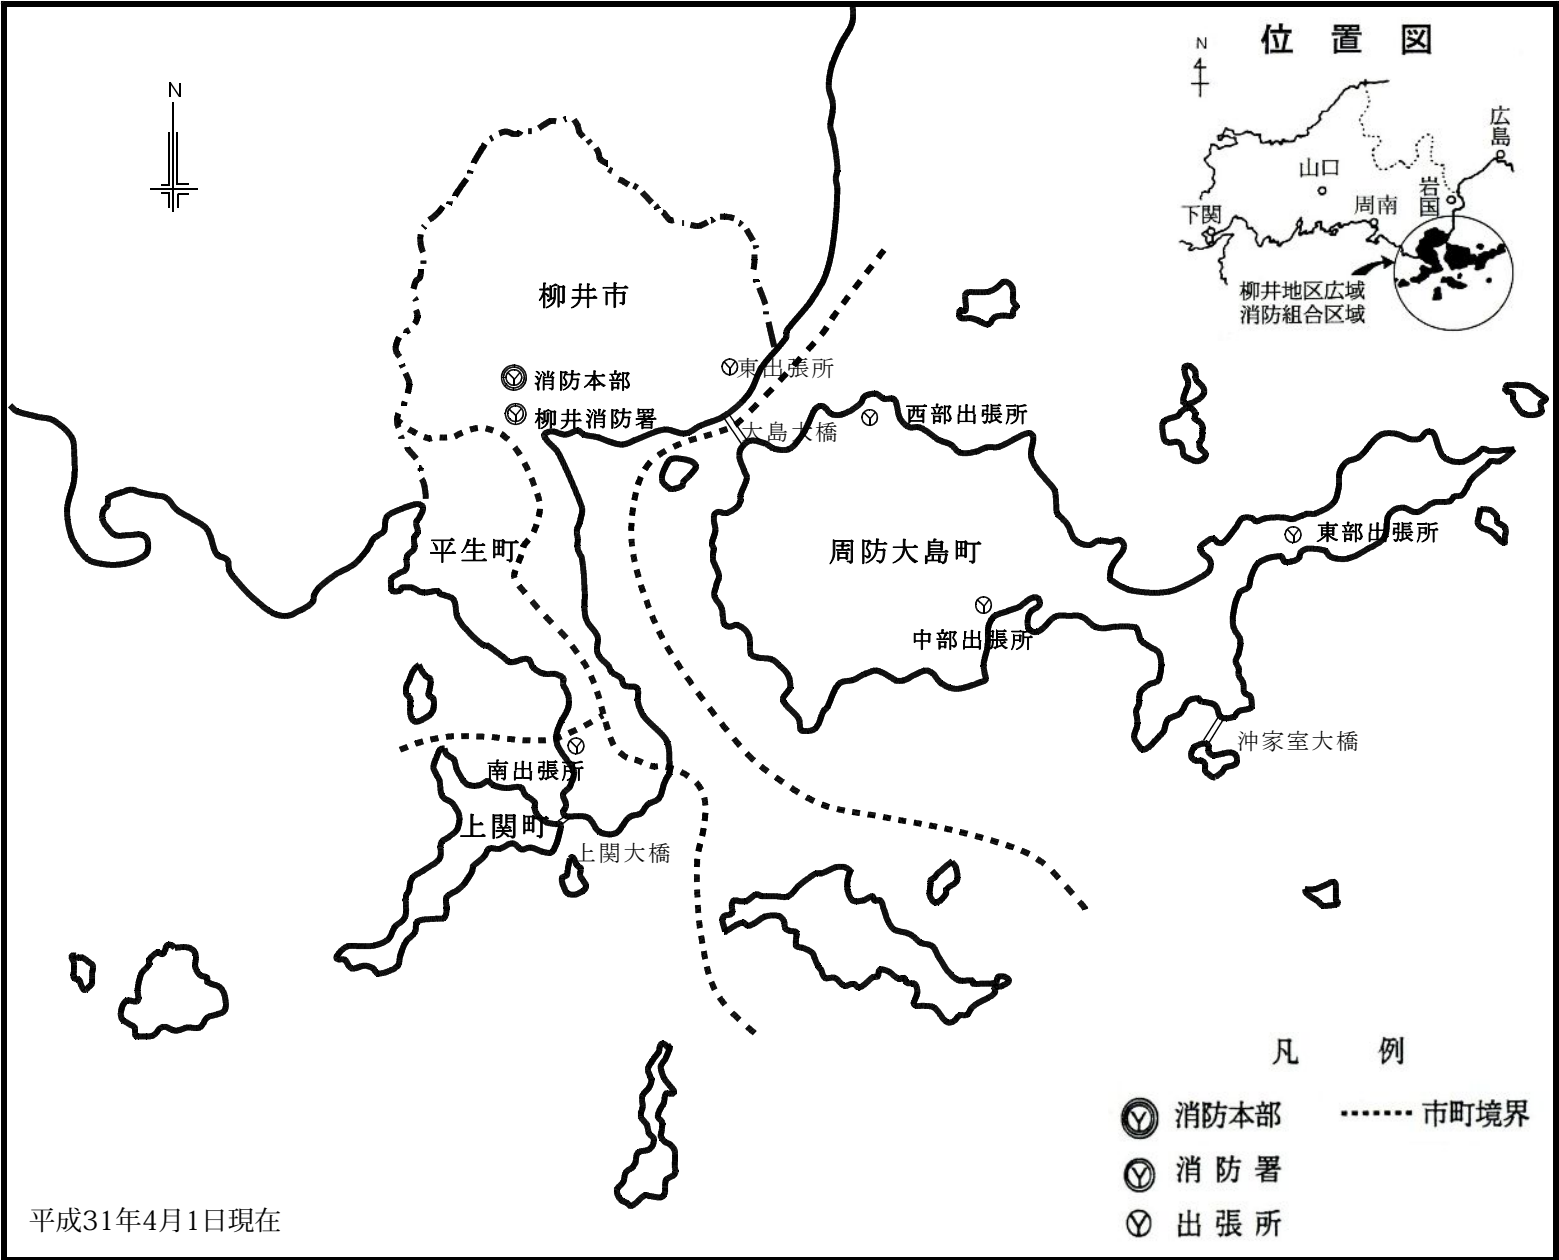 位置図
N
N
広島
山口
岩国
周南
下関
柳井地区広域
消防組合区域
柳井市
東出張所
消防本部
柳井消防署
西部出張所
大島大橋
東部出張所
平生町
周防大島町
中部出張所
沖家室大橋
南出張所
上関町
上関大橋
凡例
消防本部
市町境界
消防署
出張所
平成31年4月1日現在